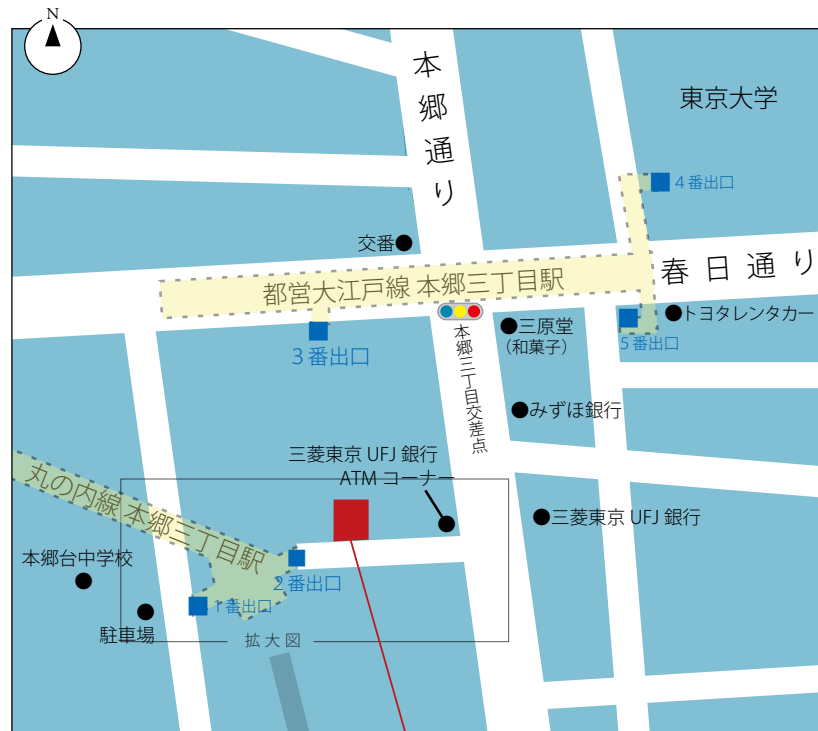 N
本郷通り
東京大学
4番出口
交番
春日通り
都営大江戸線 本郷三丁目駅
トヨタレンタカー
三原堂
(和菓子)
5番出口
3番出口
本郷三丁目交差点
みずほ銀行
三菱東京 UFJ 銀行
ATM コーナー
丸の内線 本郷三丁目駅
三菱東京 UFJ 銀行
本郷台中学校
2番出口
1番出口
駐車場
拡大図